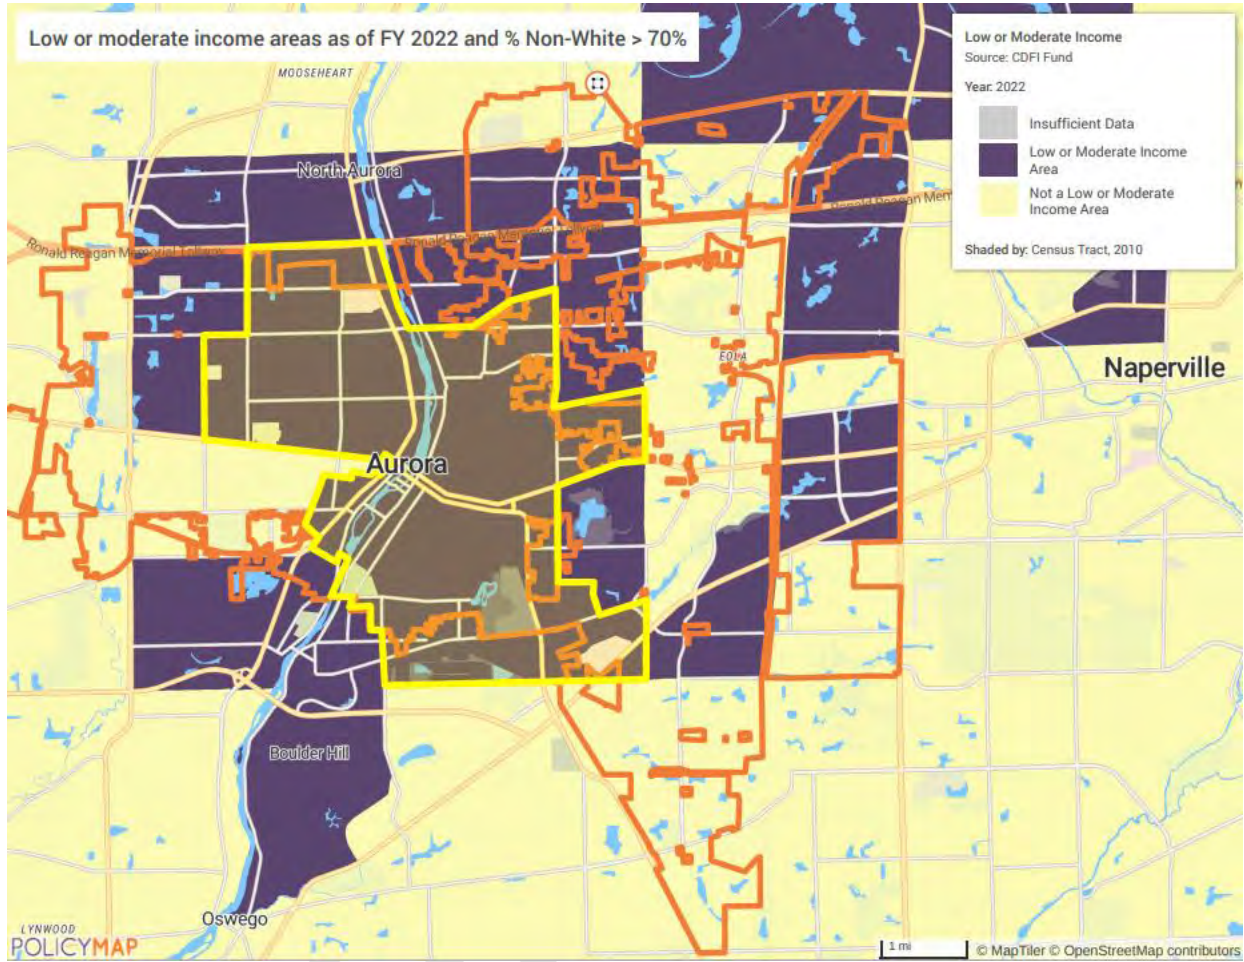 Low or moderate income areas as of FY 2022 and % Non-White > 70%
Low or Moderate Income
Source: CDFI Fund
Year: 2022
Insufficient Data
Low or Moderate Income
Area
Not a Low or Moderate
Income Area
Shaded by: Census Tract, 2010
MOOSEHEART
North Aurora
Ronald Reagan Memorial Tollway
Ronald Reagan Memorial Tollway
Ronald Reagan Mem
EOLA
Naperville
Aurora
Boulder Hill
Oswego
LYNWOOD
POLICYMAP
1 mi
© MapTiler © OpenStreetMap contributors